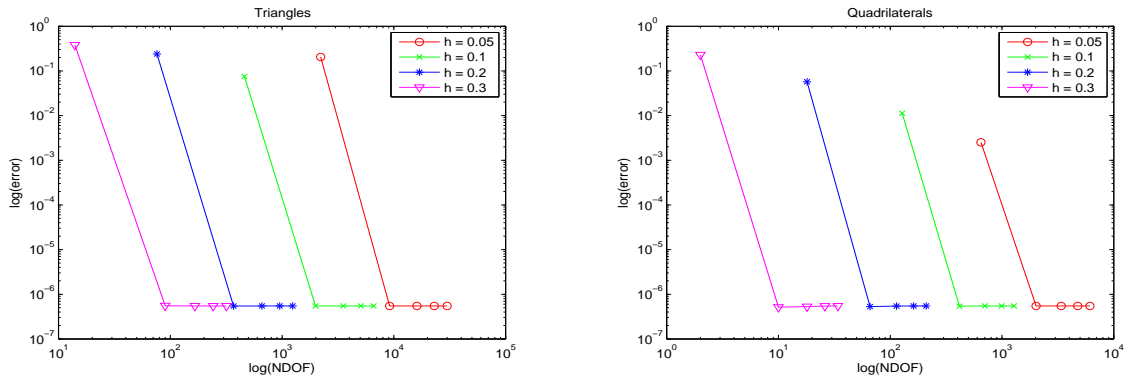 Triangles
10^0
10^-1
10^-2
10^-3
10^-4
10^-5
10^-6
10^-7
log(error)
10^1
10^2
10^3
10^4
10^5
log(NDOF)
h = 0.05
h = 0.1
h = 0.2
h = 0.3
Quadrilaterals
10^0
10^-1
10^-2
10^-3
10^-4
10^-5
10^-6
10^-7
log(error)
10^0
10^1
10^2
10^3
10^4
log(NDOF)
h = 0.05
h = 0.1
h = 0.2
h = 0.3